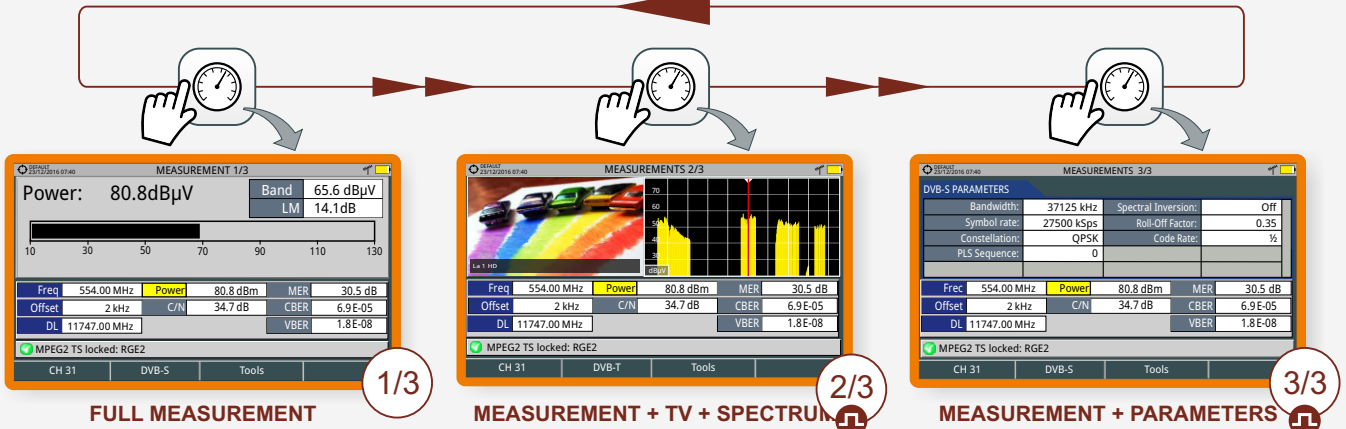 DEFAULT
23/12/2016 07:40
MEASUREMENT 1/3
Power: 80.8dBµV
Band 65.6 dBµV
LM 14.1dB
10 30 50 70 90 110 130
Freq 554.00 MHz Power 80.8 dBm MER 30.5 dB
Offset 2 kHz C/N 34.7 dB CBER 6.9 E-05
DL 11747.00 MHz VBER 1.8E-08
MPEG2 TS locked: RGE2
CH 31 DVB-S Tools
1/3
FULL MEASUREMENT
DEFAULT
23/12/2016 07:40
MEASUREMENTS 2/3
La 1 HD
70
60
50
40
30
dBµV
Freq 554.00 MHz Power 80.8 dBm MER 30.5 dB
Offset 2 kHz C/N 34.7 dB CBER 6.9 E-05
DL 11747.00 MHz VBER 1.8E-08
MPEG2 TS locked: RGE2
CH 31 DVB-T Tools
2/3
MEASUREMENT + TV + SPECTRUM
DEFAULT
23/12/2016 07:40
MEASUREMENTS 3/3
DVB-S PARAMETERS
Bandwidth: 37125 kHz Spectral Inversion: Off
Symbol rate: 27500 kSps Roll-Off Factor: 0.35
Constellation: QPSK Code Rate: ½
PLS Sequence: 0
Frec 554.00 MHz Power 80.8 dBm MER 30.5 dB
Offset 2 kHz C/N 34.7 dB CBER 6.9 E-05
DL 11747.00 MHz VBER 1.8E-08
MPEG2 TS locked: RGE2
CH 31 DVB-S Tools
3/3
MEASUREMENT + PARAMETERS